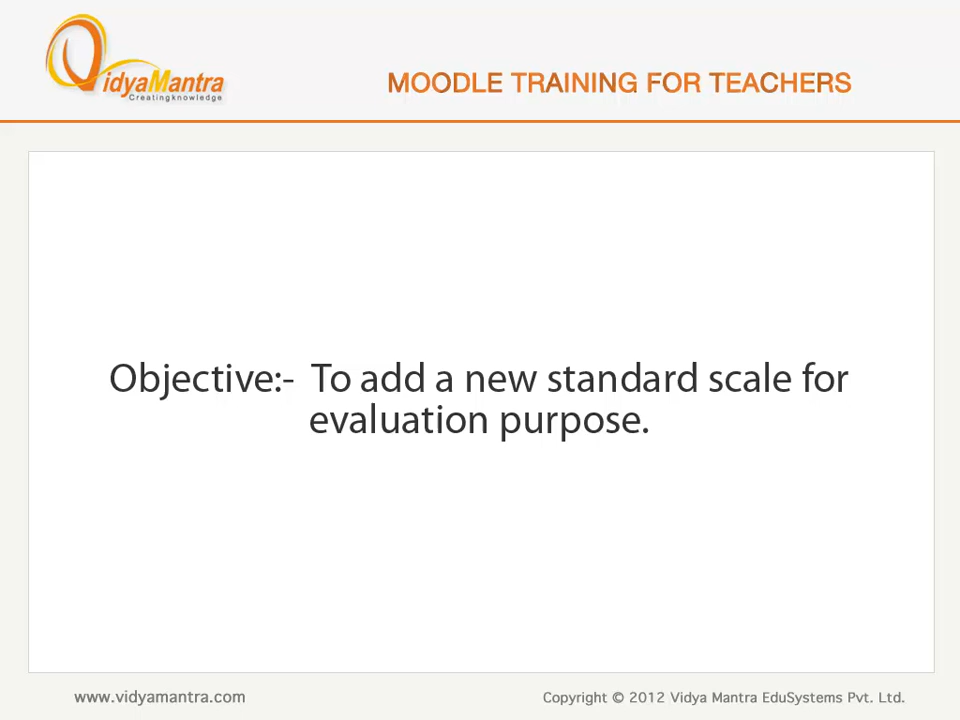 VidyaMantra
Creatingknowledge
MOODLE TRAINING FOR TEACHERS
Objective:- To add a new standard scale for
evaluation purpose.
www.vidyamantra.com
Copyright © 2012 Vidya Mantra EduSystems Pvt. Ltd.